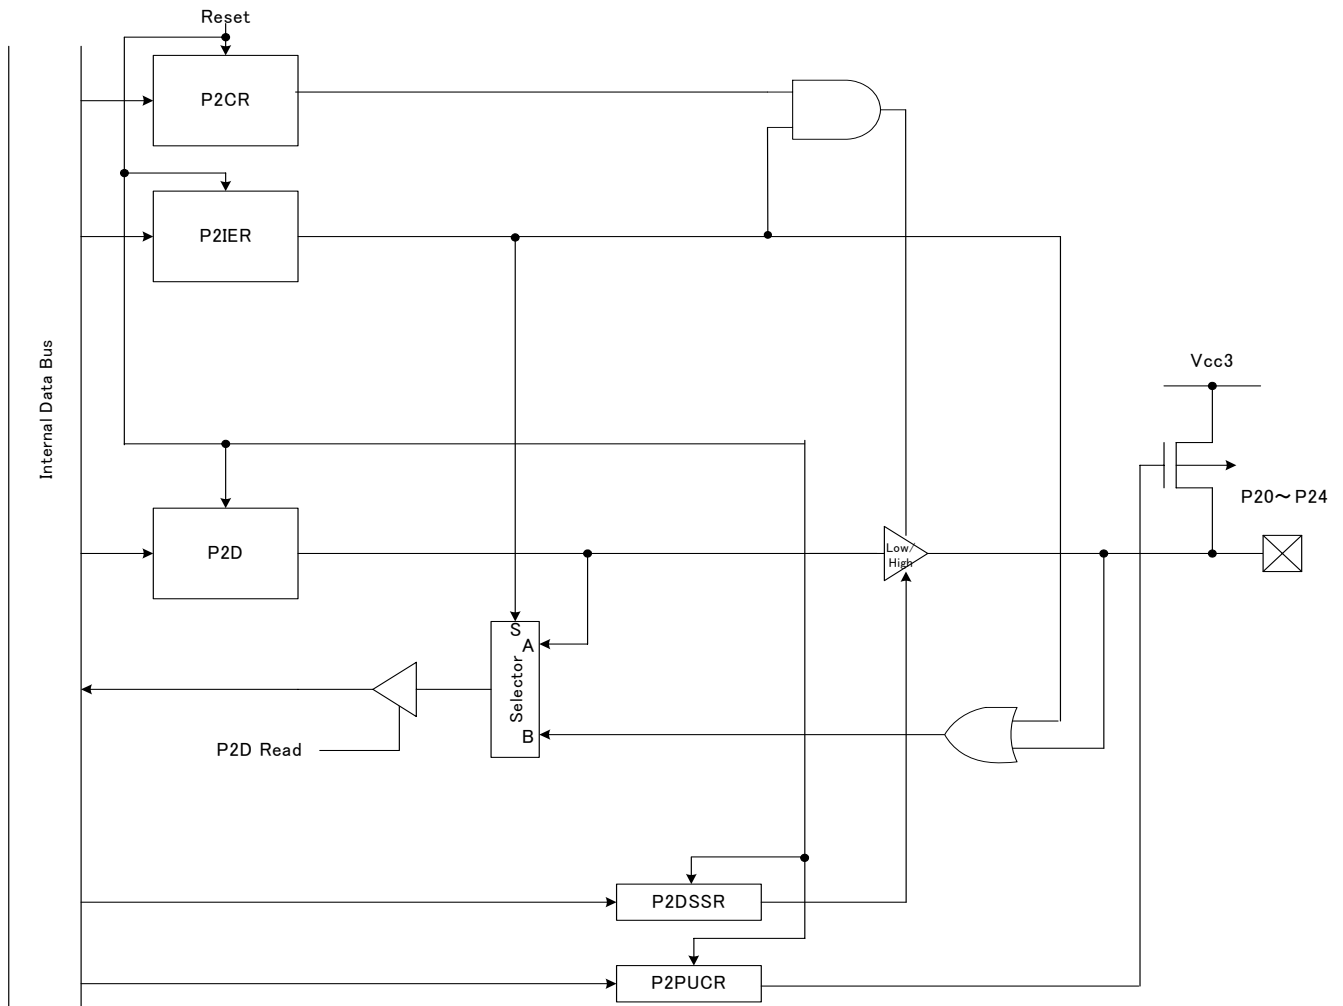 Reset
P2CR
P2IER
Internal Data Bus
Vcc3
P20～P24
P2D
Low/
High
S
A
Selector
B
P2D Read
P2DSSR
P2PUCR